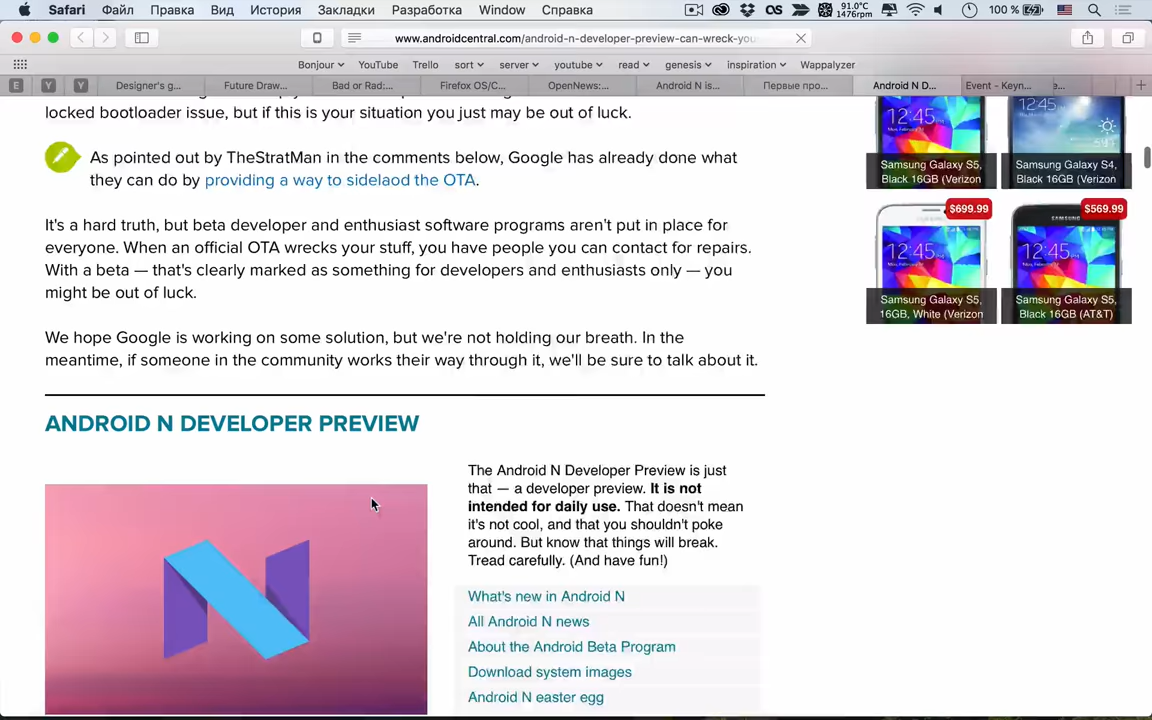 Safari Файл Правка Вид История Закладки Разработка Window Справка
91.0°C
1476rpm
100 %
www.androidcentral.com/android-n-developer-preview-can-wreck-you
Bonjour YouTube Trello sort server youtube read genesis inspiration Wappalyzer
E Y Y Designer's g... Future Draw... Bad or Rad:... Firefox OS/C... OpenNews:... Android N is... Первые про... Android N D... Event - Keyn... e...
locked bootloader issue, but if this is your situation you just may be out of luck.
As pointed out by TheStratMan in the comments below, Google has already done what
they can do by providing a way to sidelaod the OTA.
It's a hard truth, but beta developer and enthusiast software programs aren't put in place for
everyone. When an official OTA wrecks your stuff, you have people you can contact for repairs.
With a beta — that's clearly marked as something for developers and enthusiasts only — you
might be out of luck.
We hope Google is working on some solution, but we're not holding our breath. In the
meantime, if someone in the community works their way through it, we'll be sure to talk about it.
ANDROID N DEVELOPER PREVIEW
The Android N Developer Preview is just
that — a developer preview. It is not
intended for daily use. That doesn't mean
it's not cool, and that you shouldn't poke
around. But know that things will break.
Tread carefully. (And have fun!)
What's new in Android N
All Android N news
About the Android Beta Program
Download system images
Android N easter egg
12:45
12:45
Samsung Galaxy S5,
Black 16GB (Verizon
Samsung Galaxy S4,
Black 16GB (Verizon
$699.99
12:45
Samsung Galaxy S5,
16GB, White (Verizon
$569.99
SAMSUNG
12:45
Samsung Galaxy S5,
Black 16GB (AT&T)